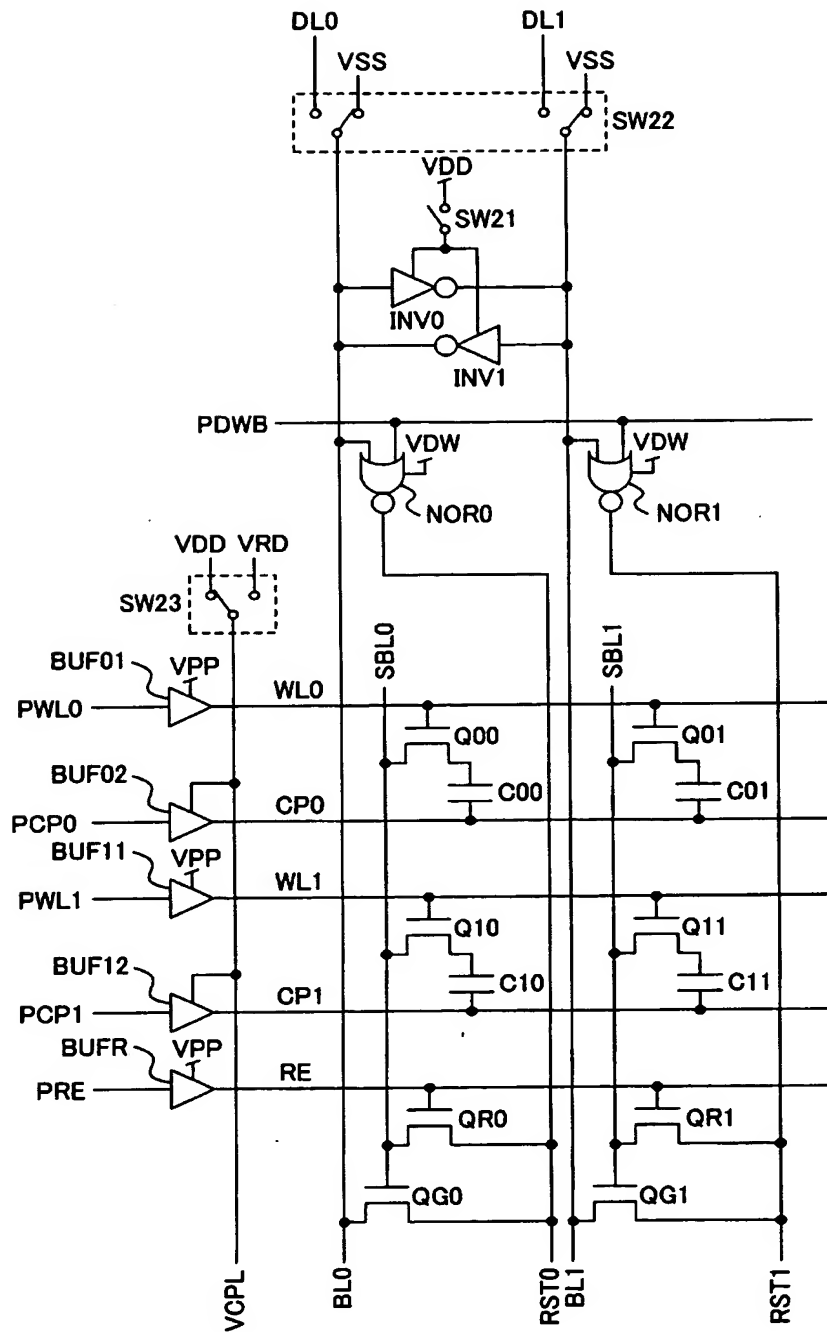 DL0 DL1
VSS VSS
SW22
VDD
SW21
INV0
INV1
PDWB
VDW VDW
NOR0 NOR1
VDD VRD
SW23
SBL0 SBL1
BUF01 VPP
PWL0 WL0
Q00 Q01
BUF02 C00 C01
PCP0 CP0
BUF11 VPP
PWL1 WL1
Q10 Q11
BUF12 C10 C11
PCP1 CP1
BUFR VPP
PRE RE
QR0 QR1
QG0 QG1
VCPL BL0 RST0 BL1 RST1